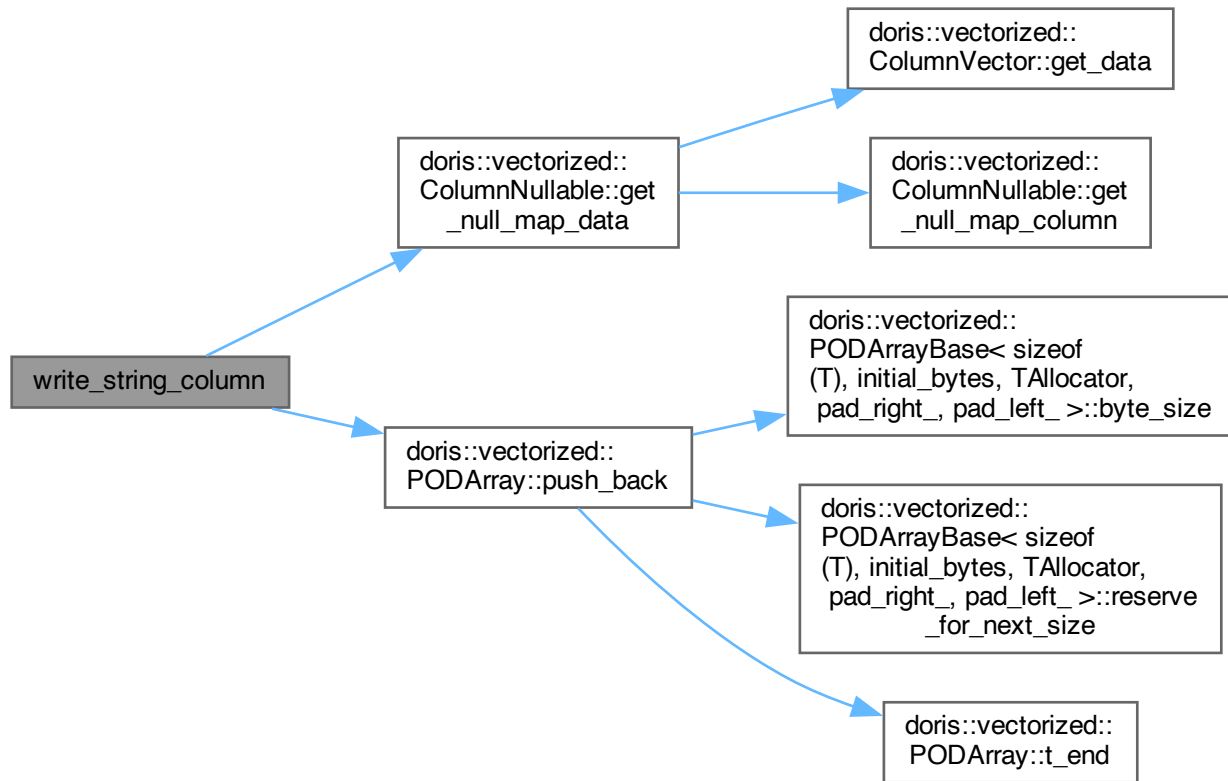 doris::vectorized::
ColumnVector::get_data
doris::vectorized::
ColumnNullable::get
_null_map_data
doris::vectorized::
ColumnNullable::get
_null_map_column
doris::vectorized::
PODArrayBase< sizeof
(T), initial_bytes, TAllocator,
pad_right_, pad_left_ >::byte_size
write_string_column
doris::vectorized::
PODArray::push_back
doris::vectorized::
PODArrayBase< sizeof
(T), initial_bytes, TAllocator,
pad_right_, pad_left_ >::reserve
_for_next_size
doris::vectorized::
PODArray::t_end